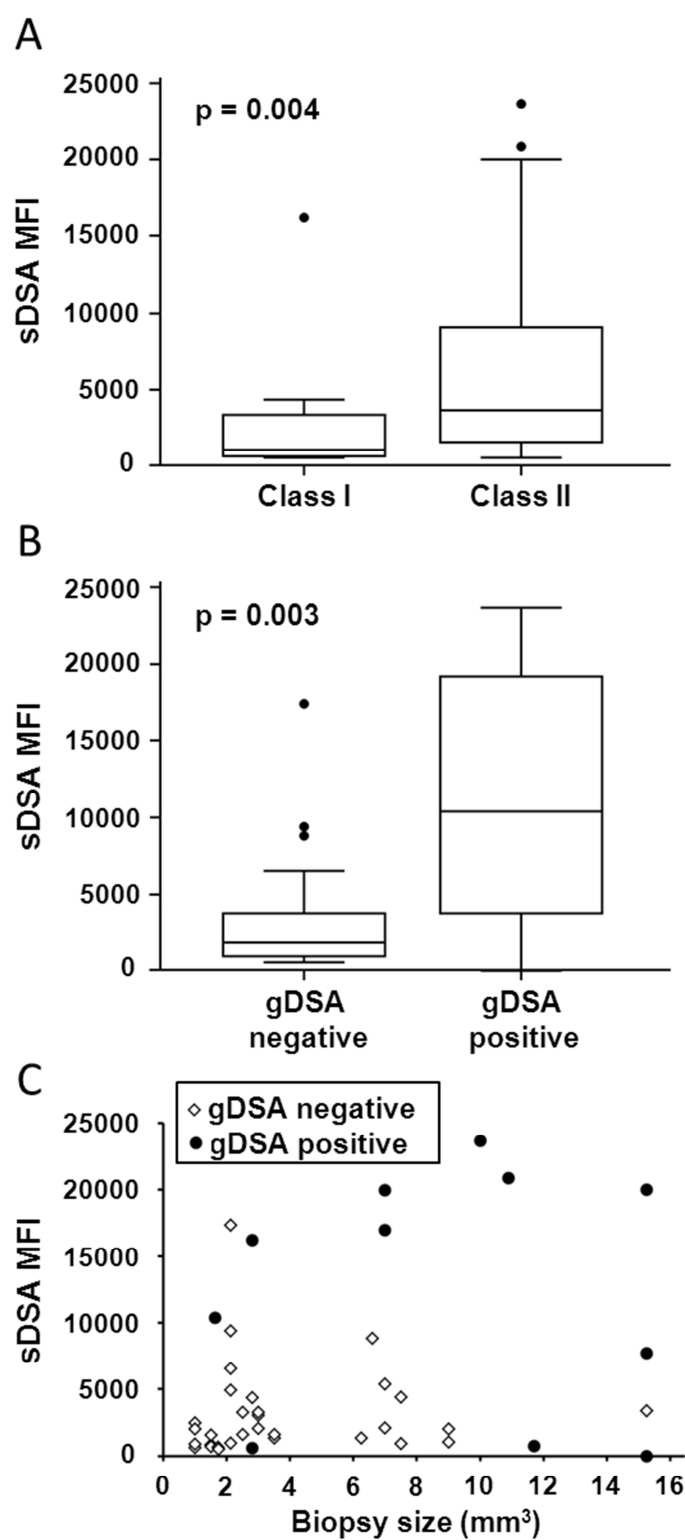 A
25000
20000
15000
10000
5000
0
sDSA MFI
p = 0.004
Class I
Class II
B
25000
20000
15000
10000
5000
0
sDSA MFI
p = 0.003
gDSA
negative
gDSA
positive
C
gDSA negative
gDSA positive
25000
20000
15000
10000
5000
0
sDSA MFI
0 2 4 6 8 10 12 14 16
Biopsy size (mm³)